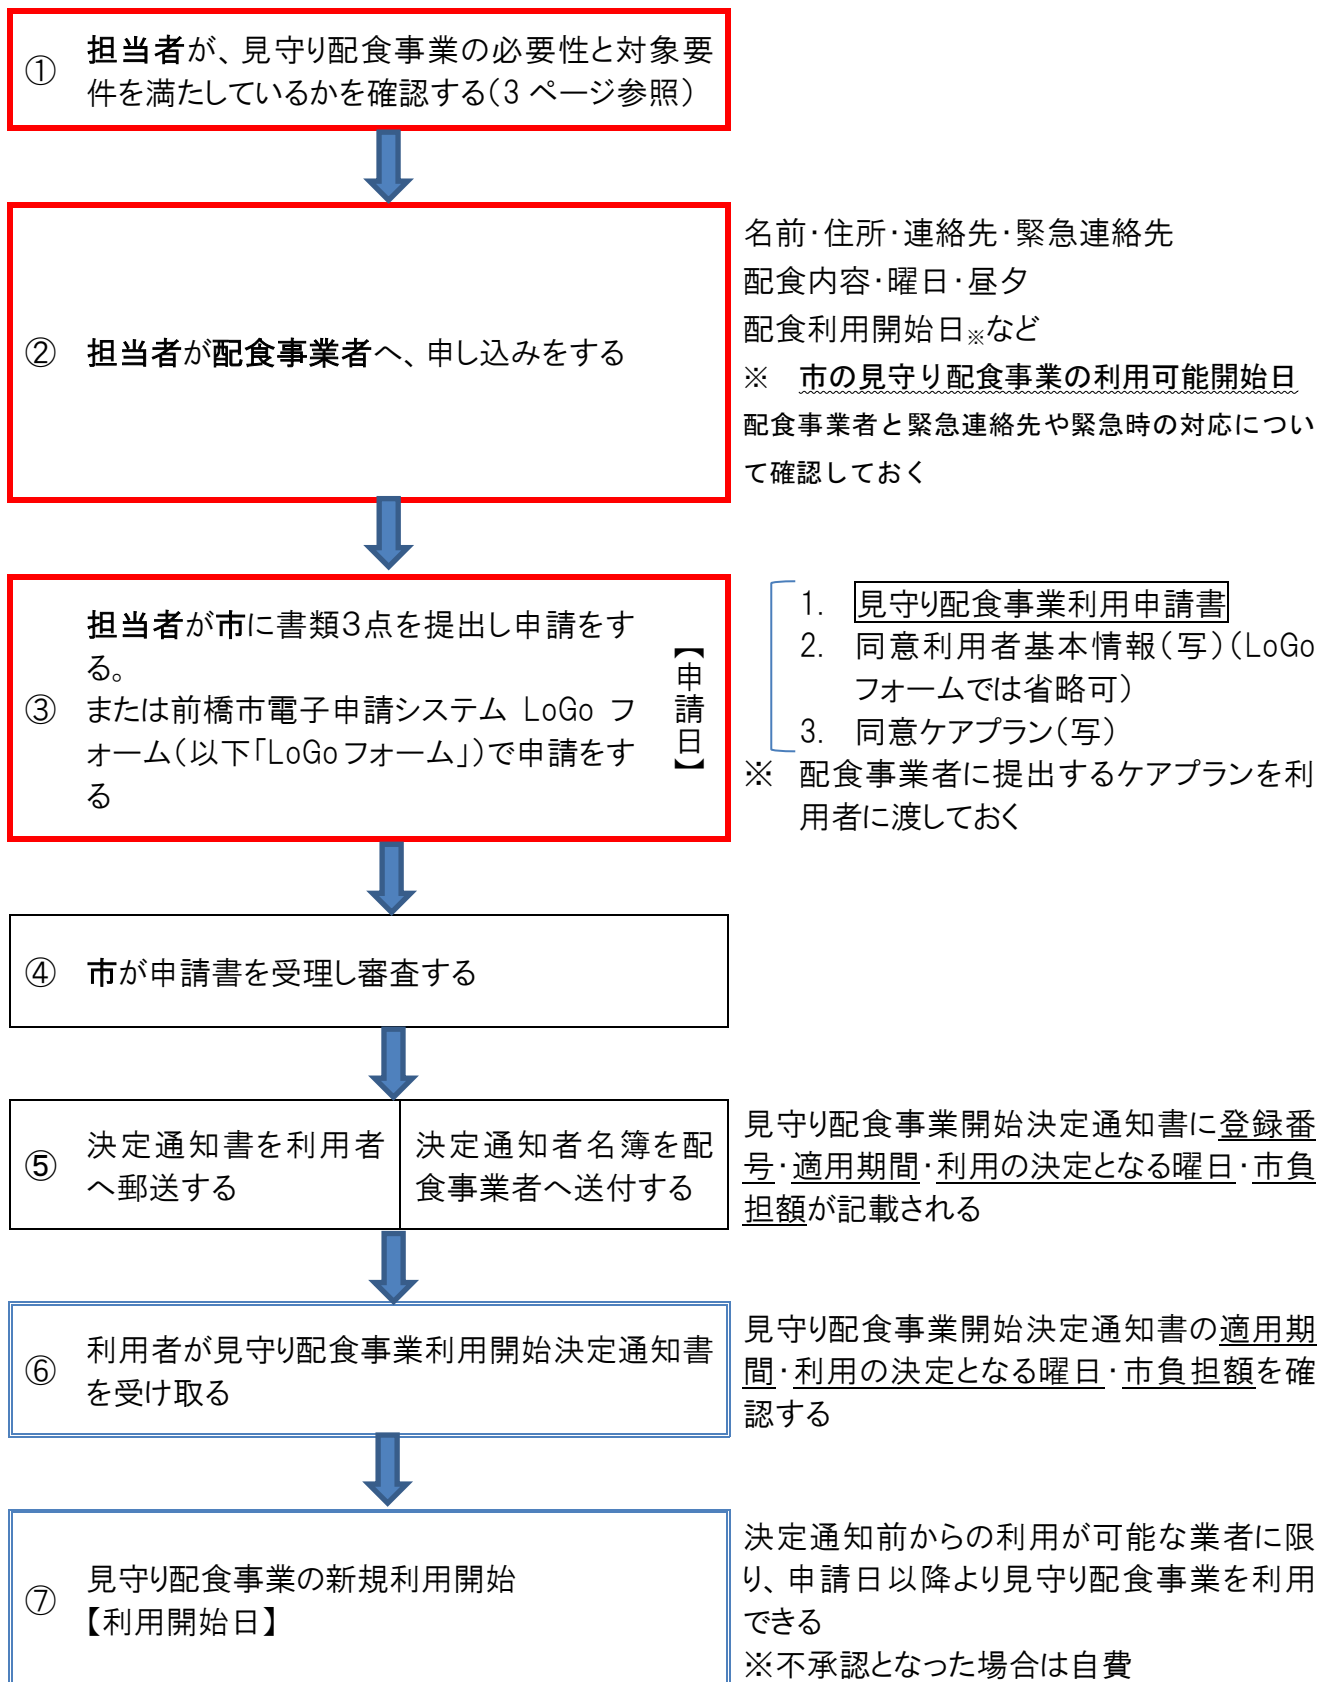 ① 担当者が、見守り配食事業の必要性と対象要
件を満たしているかを確認する（3 ページ参照）
② 担当者が配食事業者へ、申し込みをする
名前・住所・連絡先・緊急連絡先
配食内容・曜日・昼夕
配食利用開始日※など
※ 市の見守り配食事業の利用可能開始日
配食事業者と緊急連絡先や緊急時の対応につい
て確認しておく
③
担当者が市に書類３点を提出し申請をす
る。
または前橋市電子申請システム LoGo フ
ォーム（以下「LoGoフォーム」）で申請をす
る
【申請日】
1. 見守り配食事業利用申請書
2. 同意利用者基本情報（写）（LoGo
フォームでは省略可）
3. 同意ケアプラン（写）
※ 配食事業者に提出するケアプランを利
用者に渡しておく
④ 市が申請書を受理し審査する
⑤
決定通知書を利用者
へ郵送する
決定通知者名簿を配
食事業者へ送付する
見守り配食事業開始決定通知書に登録番
号・適用期間・利用の決定となる曜日・市負
担額が記載される
⑥
利用者が見守り配食事業利用開始決定通知書
を受け取る
見守り配食事業開始決定通知書の適用期
間・利用の決定となる曜日・市負担額を確
認する
⑦
見守り配食事業の新規利用開始
【利用開始日】
決定通知前からの利用が可能な業者に限
り、申請日以降より見守り配食事業を利用
できる
※不承認となった場合は自費